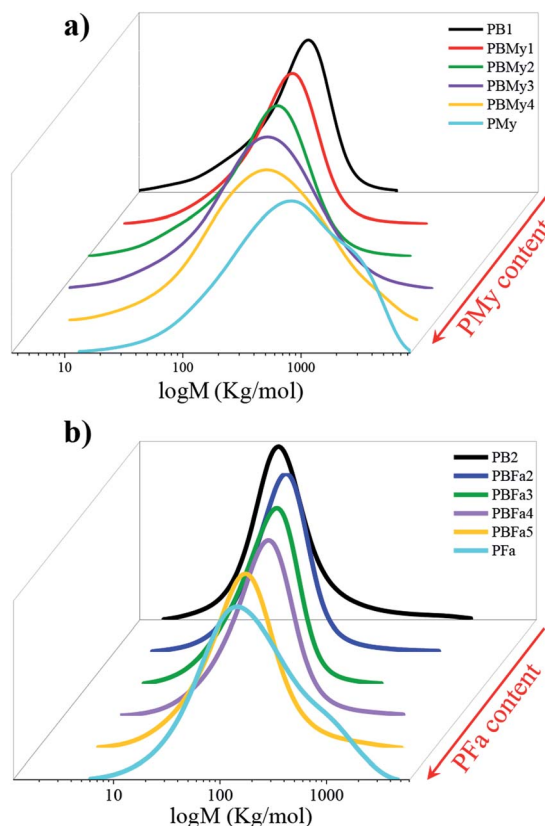 a)
PB1
PBMy1
PBMy2
PBMy3
PBMy4
PMy
PMy content
10 100 1000
logM (Kg/mol)
b)
PB2
PBFa2
PBFa3
PBFa4
PBFa5
PFa
PFa content
10 100 1000
logM (Kg/mol)